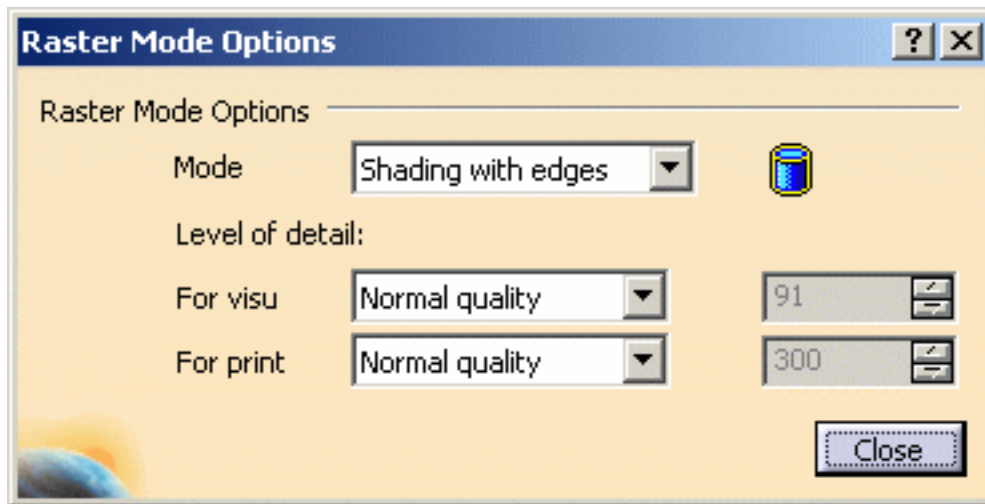 Raster Mode Options
Raster Mode Options
Mode Shading with edges
Level of detail:
For visu Normal quality 91
For print Normal quality 300
Close